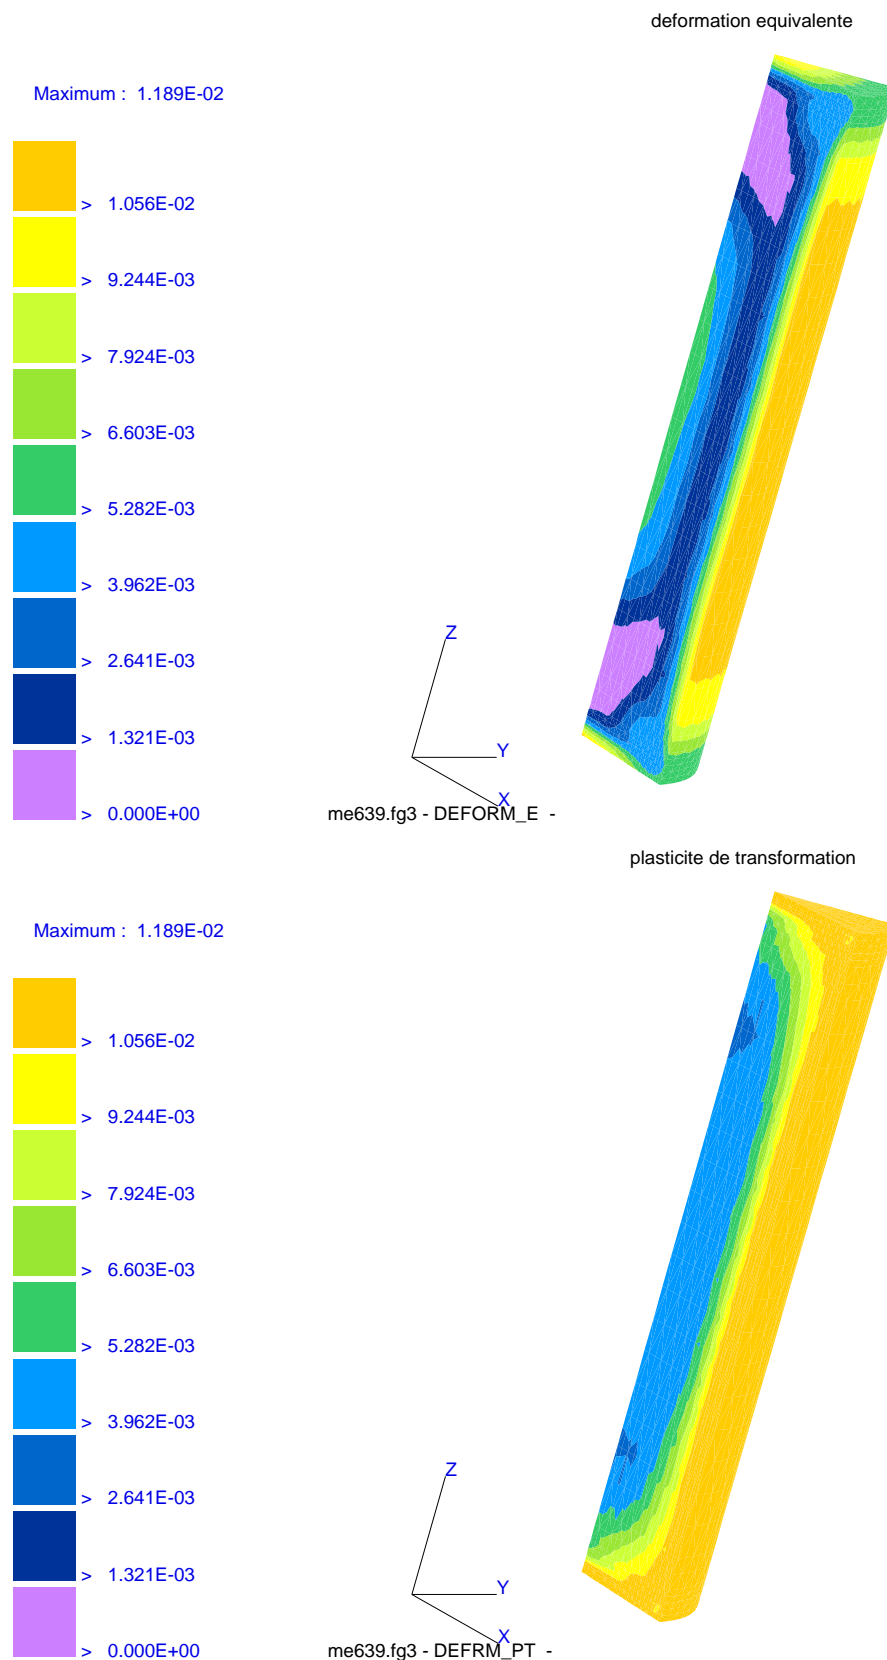 deformation equivalente
Maximum : 1.189E-02
> 1.056E-02
> 9.244E-03
> 7.924E-03
> 6.603E-03
> 5.282E-03
> 3.962E-03
> 2.641E-03
> 1.321E-03
> 0.000E+00
Z
Y
X
me639.fg3 - DEFORM_E -
plasticite de transformation
Maximum : 1.189E-02
> 1.056E-02
> 9.244E-03
> 7.924E-03
> 6.603E-03
> 5.282E-03
> 3.962E-03
> 2.641E-03
> 1.321E-03
> 0.000E+00
Z
Y
X
me639.fg3 - DEFRM_PT -